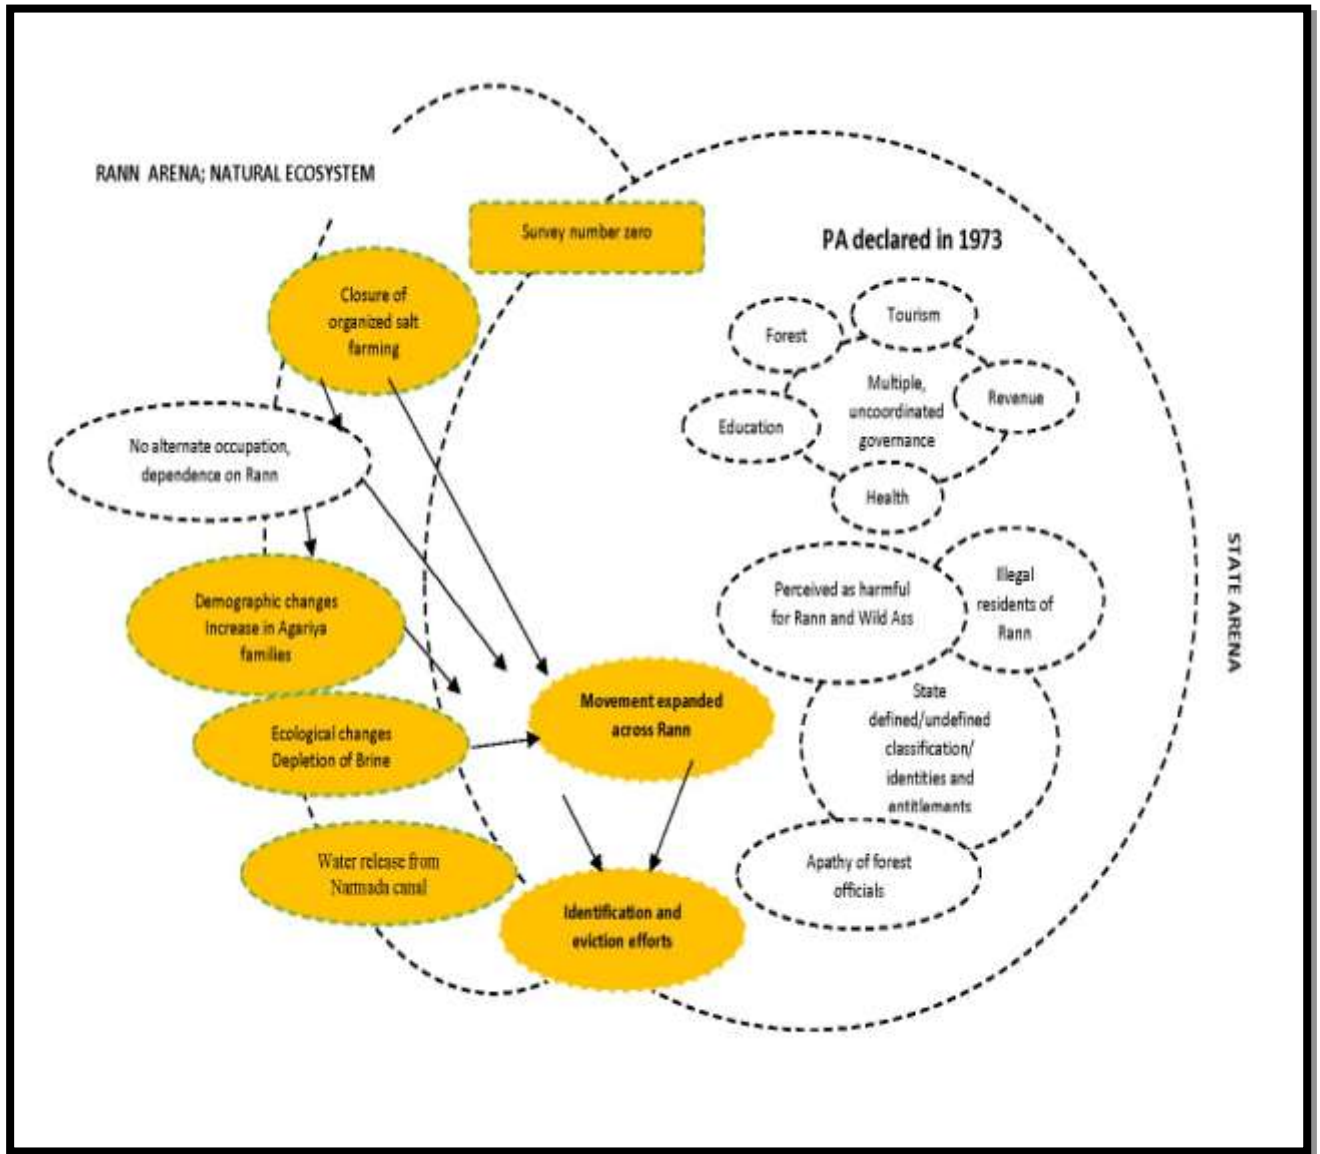 RANN ARENA; NATURAL ECOSYSTEM
Survey number zero
PA declared in 1973
Closure of
organized salt
farming
Tourism
Forest
Multiple,
uncoordinated
governance
Revenue
Education
Health
No alternate occupation,
dependence on Rann
STATE ARENA
Demographic changes
Increase in Agariya
families
Perceived as harmful
for Rann and Wild Ass
Illegal
residents of
Rann
Movement expanded
across Rann
State
defined/undefined
classification/
identities and
entitlements
Ecological changes
Depletion of Brine
Water release from
Narmada canal
Apathy of forest
officials
Identification and
eviction efforts